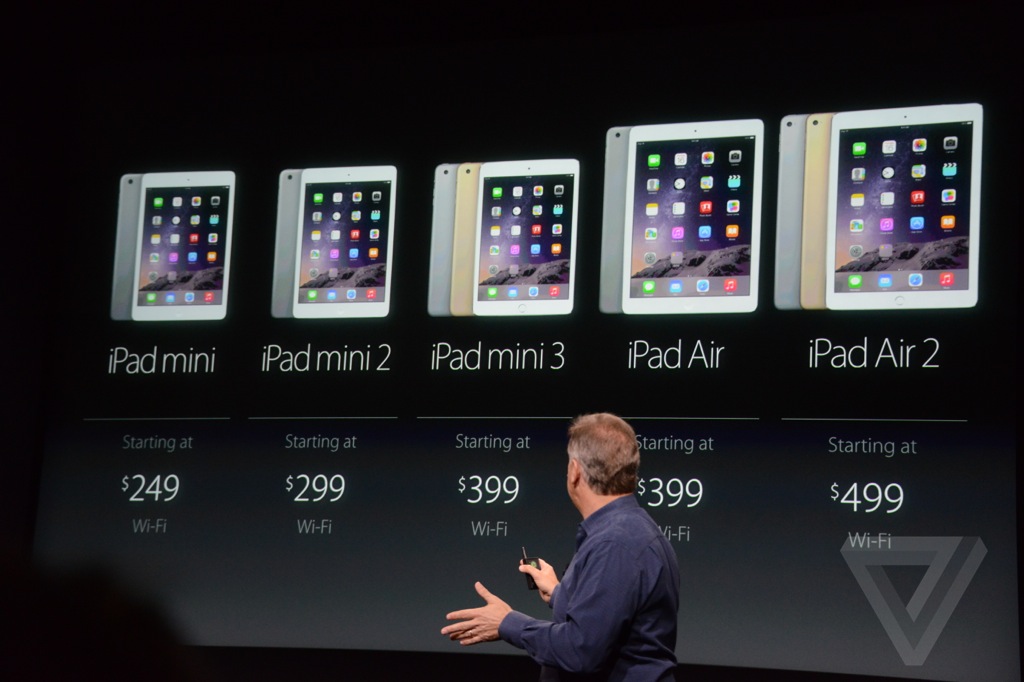 iPad mini
iPad mini 2
iPad mini 3
iPad Air
iPad Air 2
Starting at
Starting at
Starting at
Starting at
Starting at
$249
$299
$399
$399
$499
Wi-Fi
Wi-Fi
Wi-Fi
Wi-Fi
Wi-Fi